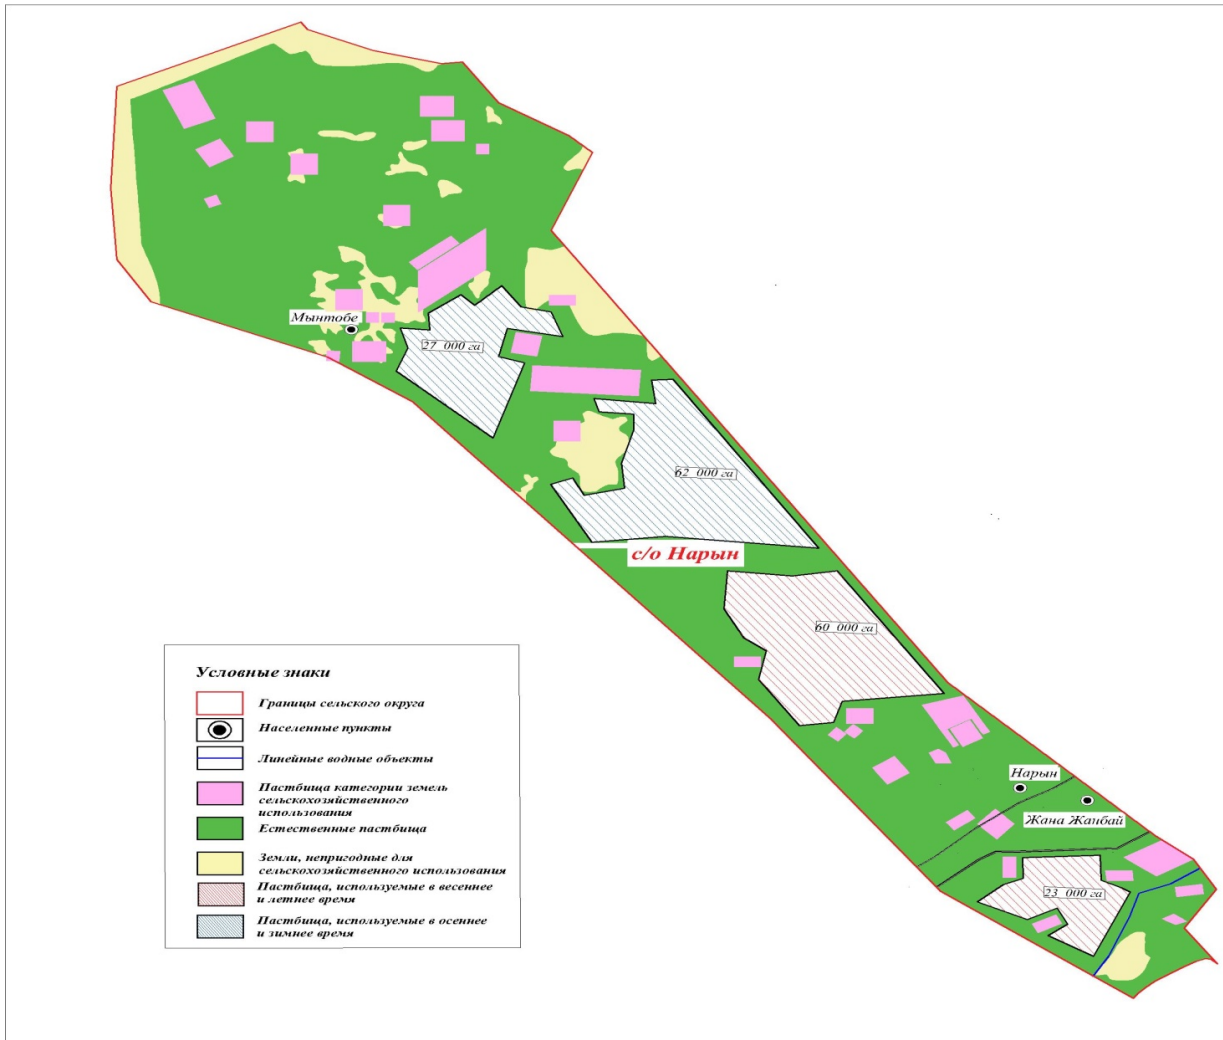 Мынтобе
27 000 га
62 000 га
с/о Нарын
60 000 га
Нарын
Жана Жанбай
23 000 га
Условные знаки
Границы сельского округа
Населенные пункты
Линейные водные объекты
Пастбища категории земель
сельскохозяйственного
использования
Естественные пастбища
Земли, непригодные для
сельскохозяйственного использования
Пастбища, используемые в весеннее
и летнее время
Пастбища, используемые в осеннее
и зимнее время